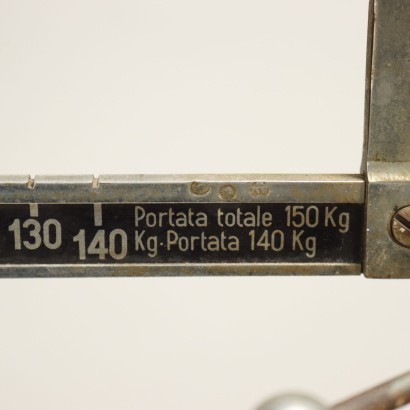 Portata totale 150 Kg
130 140 Kg·Portata 140 Kg